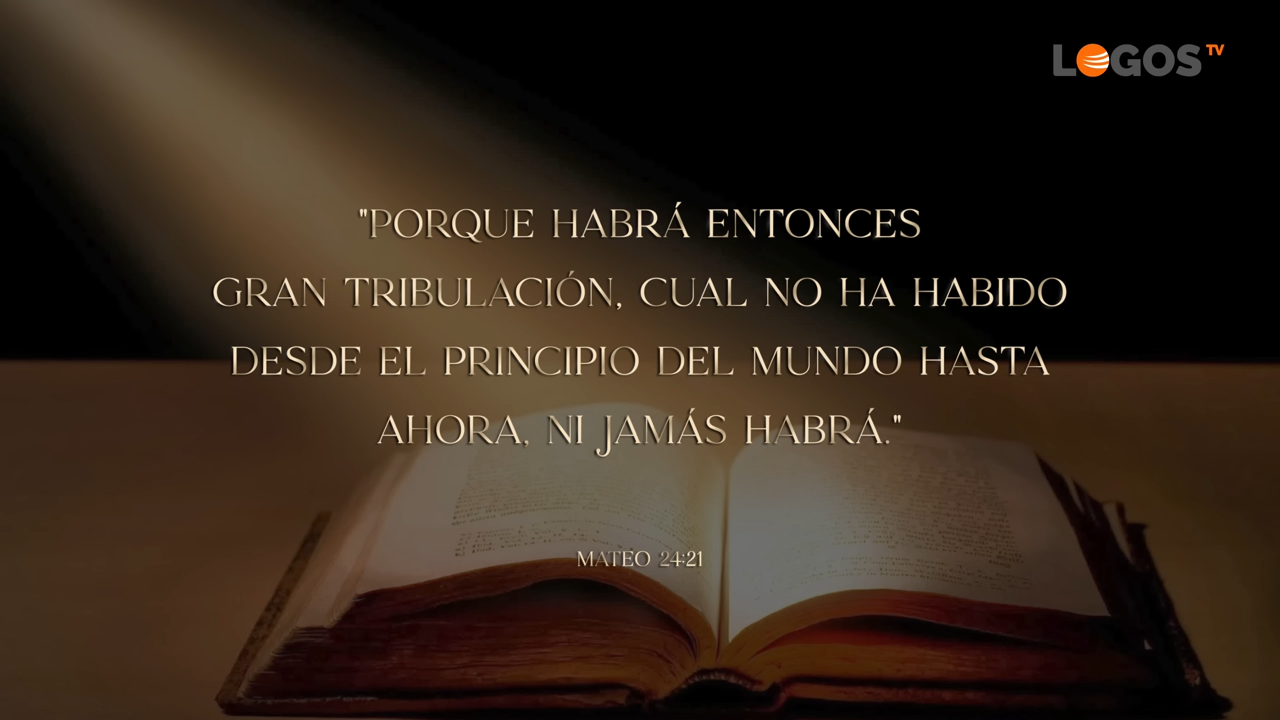 LOGOS TV
"PORQUE HABRÁ ENTONCES
GRAN TRIBULACIÓN, CUAL NO HA HABIDO
DESDE EL PRINCIPIO DEL MUNDO HASTA
AHORA, NI JAMÁS HABRÁ."
MATEO 24:21